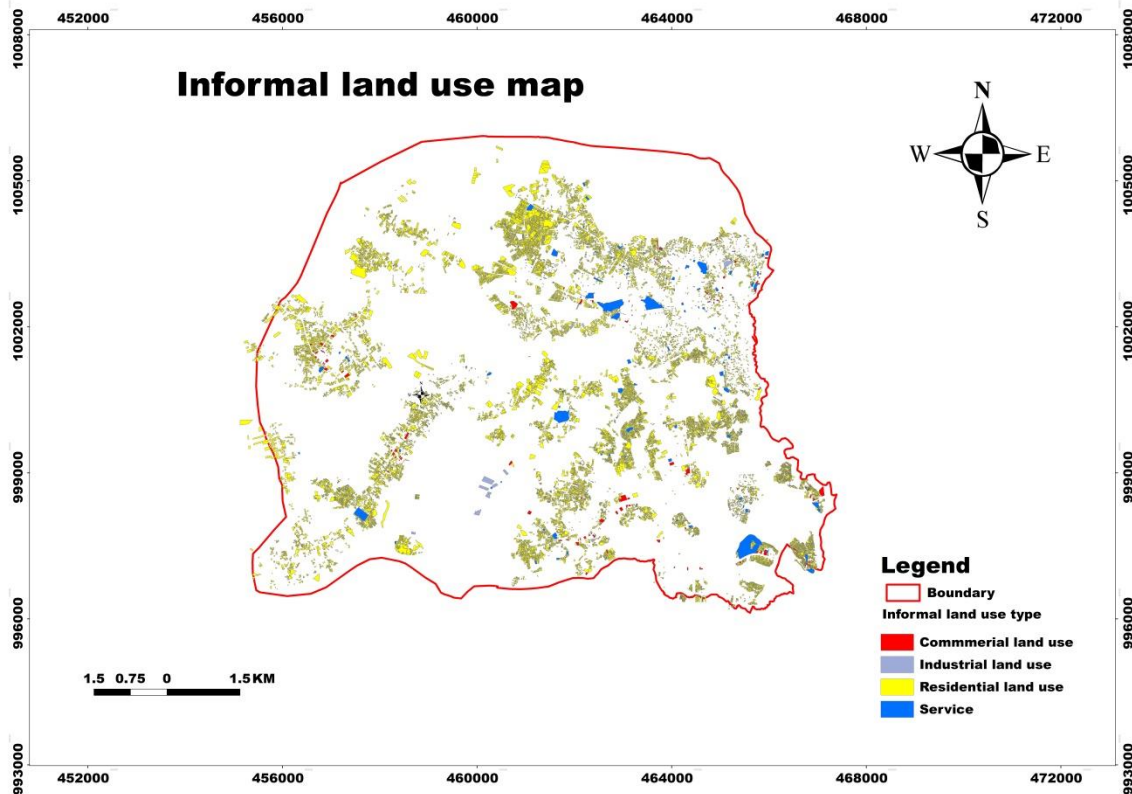 452000 456000 460000 464000 468000 472000
1008000 1008000
Informal land use map
N
W E
S
1005000 1005000
1002000 1002000
999000 999000
Legend
Boundary
Informal land use type
996000 996000
Commmerial land use
Industrial land use
1.5 0.75 0 1.5 KM
Residential land use
Service
993000 993000
452000 456000 460000 464000 468000 472000